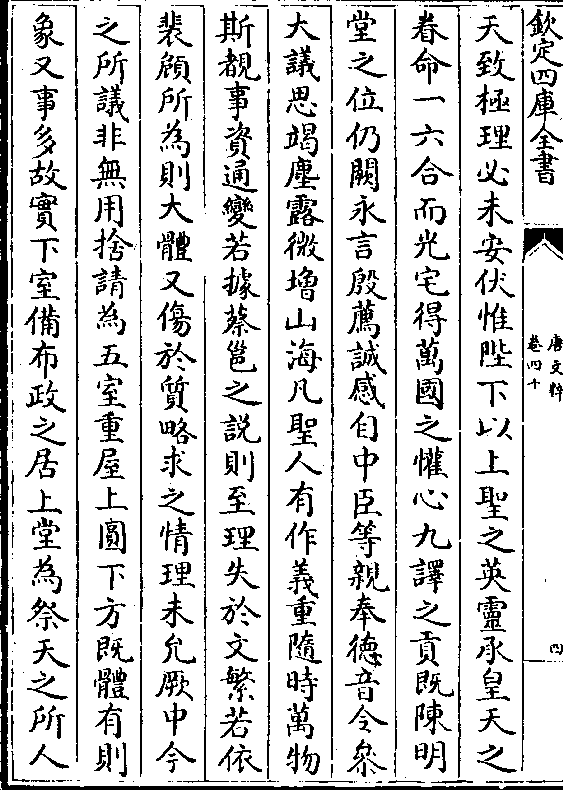 欽定四庫全書
唐文粹
卷四十
四
天致極理必未安伏惟陛下以上聖之英靈承皇天之
眷命一六合而光宅得萬國之懽心九譯之貢既陳明
堂之位仍闕永言殷薦誠感自中臣等親奉德音令叅
大議思竭塵露微增山海凡聖人有作義重隨時萬物
斯覩事資通變若據蔡邕之説則至理失於文繁若依
裴頠所為則大體又傷於質略求之情理未允厥中今
之所議非無用捨請為五室重屋上圓下方既體有則
象又事多故實下室備布政之居上堂為祭天之所人